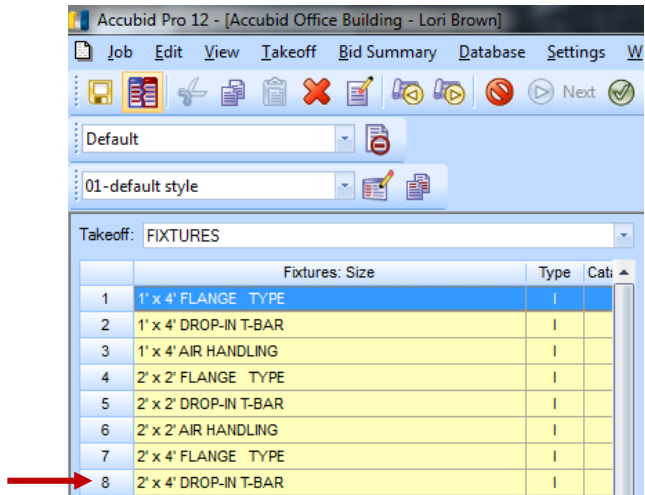 Accubid Pro 12 - [Accubid Office Building - Lori Brown]
Job Edit View Takeoff Bid Summary Database Settings W
Next
Default
01-default style
Takeoff: FIXTURES
Fixtures: Size Type Cat
1 1' x 4' FLANGE TYPE I
2 1' x 4' DROP-IN T-BAR I
3 1' x 4' AIR HANDLING I
4 2' x 2' FLANGE TYPE I
5 2' x 2' DROP-IN T-BAR I
6 2' x 2' AIR HANDLING I
7 2' x 4' FLANGE TYPE I
8 2' x 4' DROP-IN T-BAR I